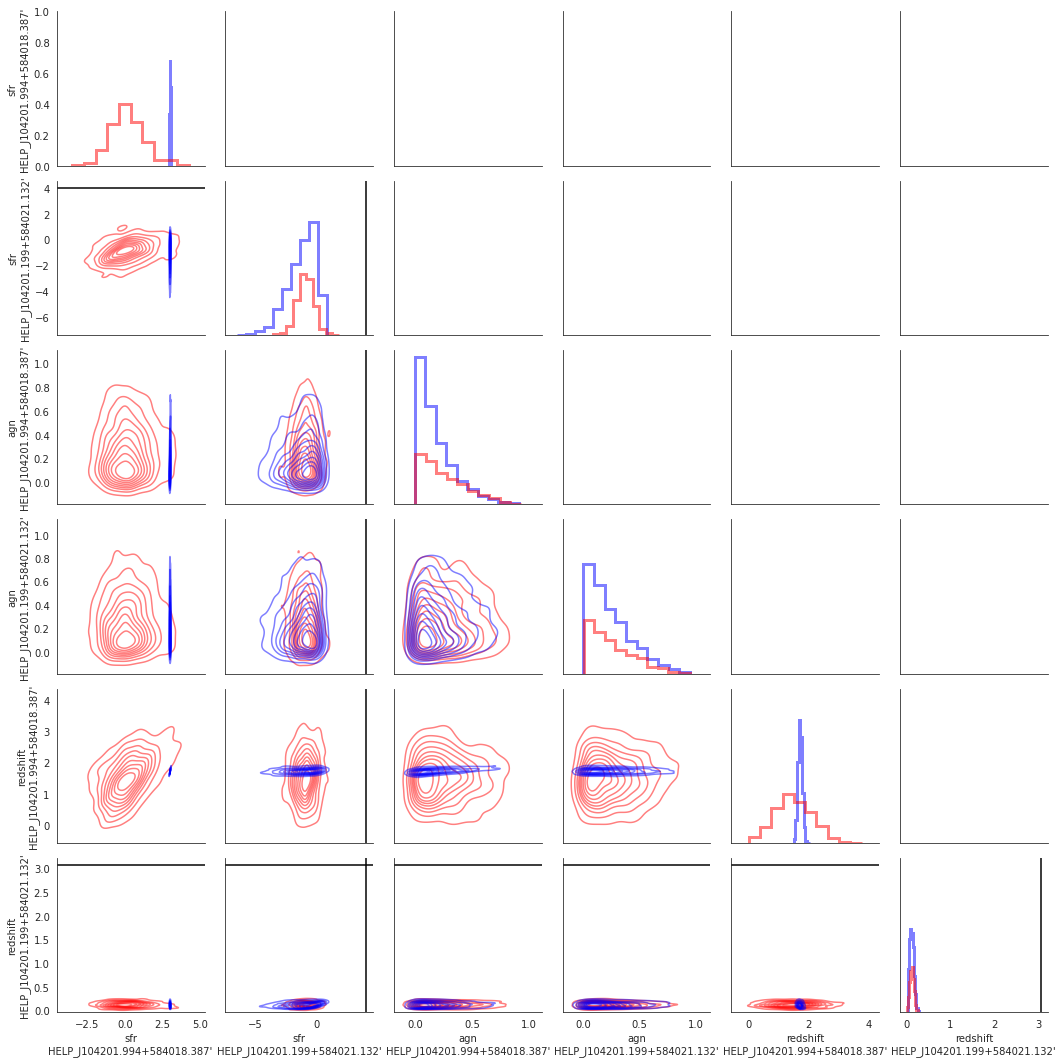 1.0
0.8
0.6
0.4
0.2
0.0
sfr
HELP_J104201.994+584018.387'
4
2
0
−2
−4
−6
sfr
HELP_J104201.199+584021.132'
1.0
0.8
0.6
0.4
0.2
0.0
agn
HELP_J104201.994+584018.387'
1.0
0.8
0.6
0.4
0.2
0.0
agn
HELP_J104201.199+584021.132'
4
3
2
1
0
redshift
HELP_J104201.994+584018.387'
3.0
2.5
2.0
1.5
1.0
0.5
0.0
redshift
HELP_J104201.199+584021.132'
−2.5 0.0 2.5 5.0
sfr
HELP_J104201.994+584018.387'
−5 0
sfr
HELP_J104201.199+584021.132'
0.0 0.5 1.0
agn
HELP_J104201.994+584018.387'
0.0 0.5 1.0
agn
HELP_J104201.199+584021.132'
0 2 4
redshift
HELP_J104201.994+584018.387'
0 1 2 3
redshift
HELP_J104201.199+584021.132'